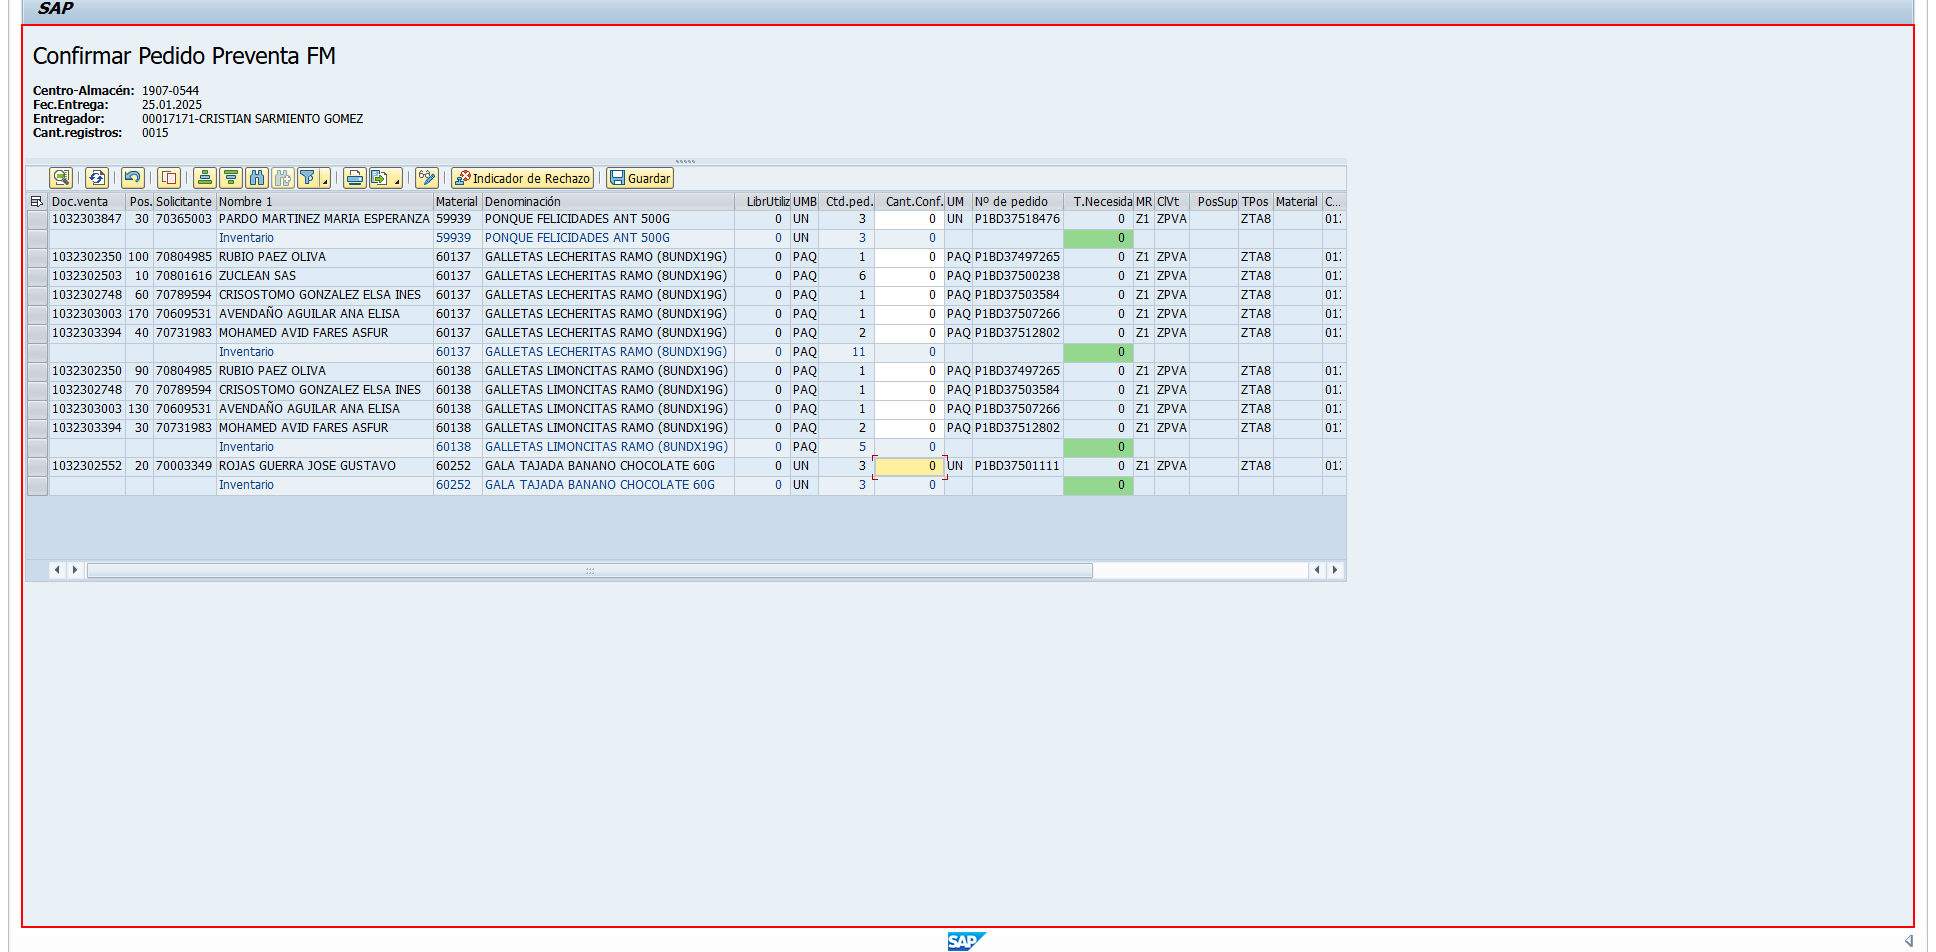 SAP
Confirmar Pedido Preventa FM
Centro-Almacén: 1907-0544
Fec.Entrega: 25.01.2025
Entregador: 00017171-CRISTIAN SARMIENTO GOMEZ
Cant.registros: 0015
Indicador de Rechazo Guardar
Doc.venta Pos. Solicitante Nombre 1 Material Denominación LibrUtiliz UMB Ctd.ped. Cant.Conf. UM Nº de pedido T.Necesida MR ClVt PosSup TPos Material C...
1032303847 30 70365003 PARDO MARTINEZ MARIA ESPERANZA 59939 PONQUE FELICIDADES ANT 500G 0 UN 3 0 UN P1BD37518476 0 Z1 ZPVA ZTA8 01
Inventario 59939 PONQUE FELICIDADES ANT 500G 0 UN 3 0 0
1032302350 100 70804985 RUBIO PAEZ OLIVA 60137 GALLETAS LECHERITAS RAMO (8UNDX19G) 0 PAQ 1 0 PAQ P1BD37497265 0 Z1 ZPVA ZTA8 01
1032302503 10 70801616 ZUCLEAN SAS 60137 GALLETAS LECHERITAS RAMO (8UNDX19G) 0 PAQ 6 0 PAQ P1BD37500238 0 Z1 ZPVA ZTA8 01
1032302748 60 70789594 CRISOSTOMO GONZALEZ ELSA INES 60137 GALLETAS LECHERITAS RAMO (8UNDX19G) 0 PAQ 1 0 PAQ P1BD37503584 0 Z1 ZPVA ZTA8 01
1032303003 170 70609531 AVENDAÑO AGUILAR ANA ELISA 60137 GALLETAS LECHERITAS RAMO (8UNDX19G) 0 PAQ 1 0 PAQ P1BD37507266 0 Z1 ZPVA ZTA8 01
1032303394 40 70731983 MOHAMED AVID FARES ASFUR 60137 GALLETAS LECHERITAS RAMO (8UNDX19G) 0 PAQ 2 0 PAQ P1BD37512802 0 Z1 ZPVA ZTA8 01
Inventario 60137 GALLETAS LECHERITAS RAMO (8UNDX19G) 0 PAQ 11 0 0
1032302350 90 70804985 RUBIO PAEZ OLIVA 60138 GALLETAS LIMONCITAS RAMO (8UNDX19G) 0 PAQ 1 0 PAQ P1BD37497265 0 Z1 ZPVA ZTA8 01
1032302748 70 70789594 CRISOSTOMO GONZALEZ ELSA INES 60138 GALLETAS LIMONCITAS RAMO (8UNDX19G) 0 PAQ 1 0 PAQ P1BD37503584 0 Z1 ZPVA ZTA8 01
1032303003 130 70609531 AVENDAÑO AGUILAR ANA ELISA 60138 GALLETAS LIMONCITAS RAMO (8UNDX19G) 0 PAQ 1 0 PAQ P1BD37507266 0 Z1 ZPVA ZTA8 01
1032303394 30 70731983 MOHAMED AVID FARES ASFUR 60138 GALLETAS LIMONCITAS RAMO (8UNDX19G) 0 PAQ 2 0 PAQ P1BD37512802 0 Z1 ZPVA ZTA8 01
Inventario 60138 GALLETAS LIMONCITAS RAMO (8UNDX19G) 0 PAQ 5 0 0
1032302552 20 70003349 ROJAS GUERRA JOSE GUSTAVO 60252 GALA TAJADA BANANO CHOCOLATE 60G 0 UN 3 0 UN P1BD37501111 0 Z1 ZPVA ZTA8 01
Inventario 60252 GALA TAJADA BANANO CHOCOLATE 60G 0 UN 3 0 0
SAP